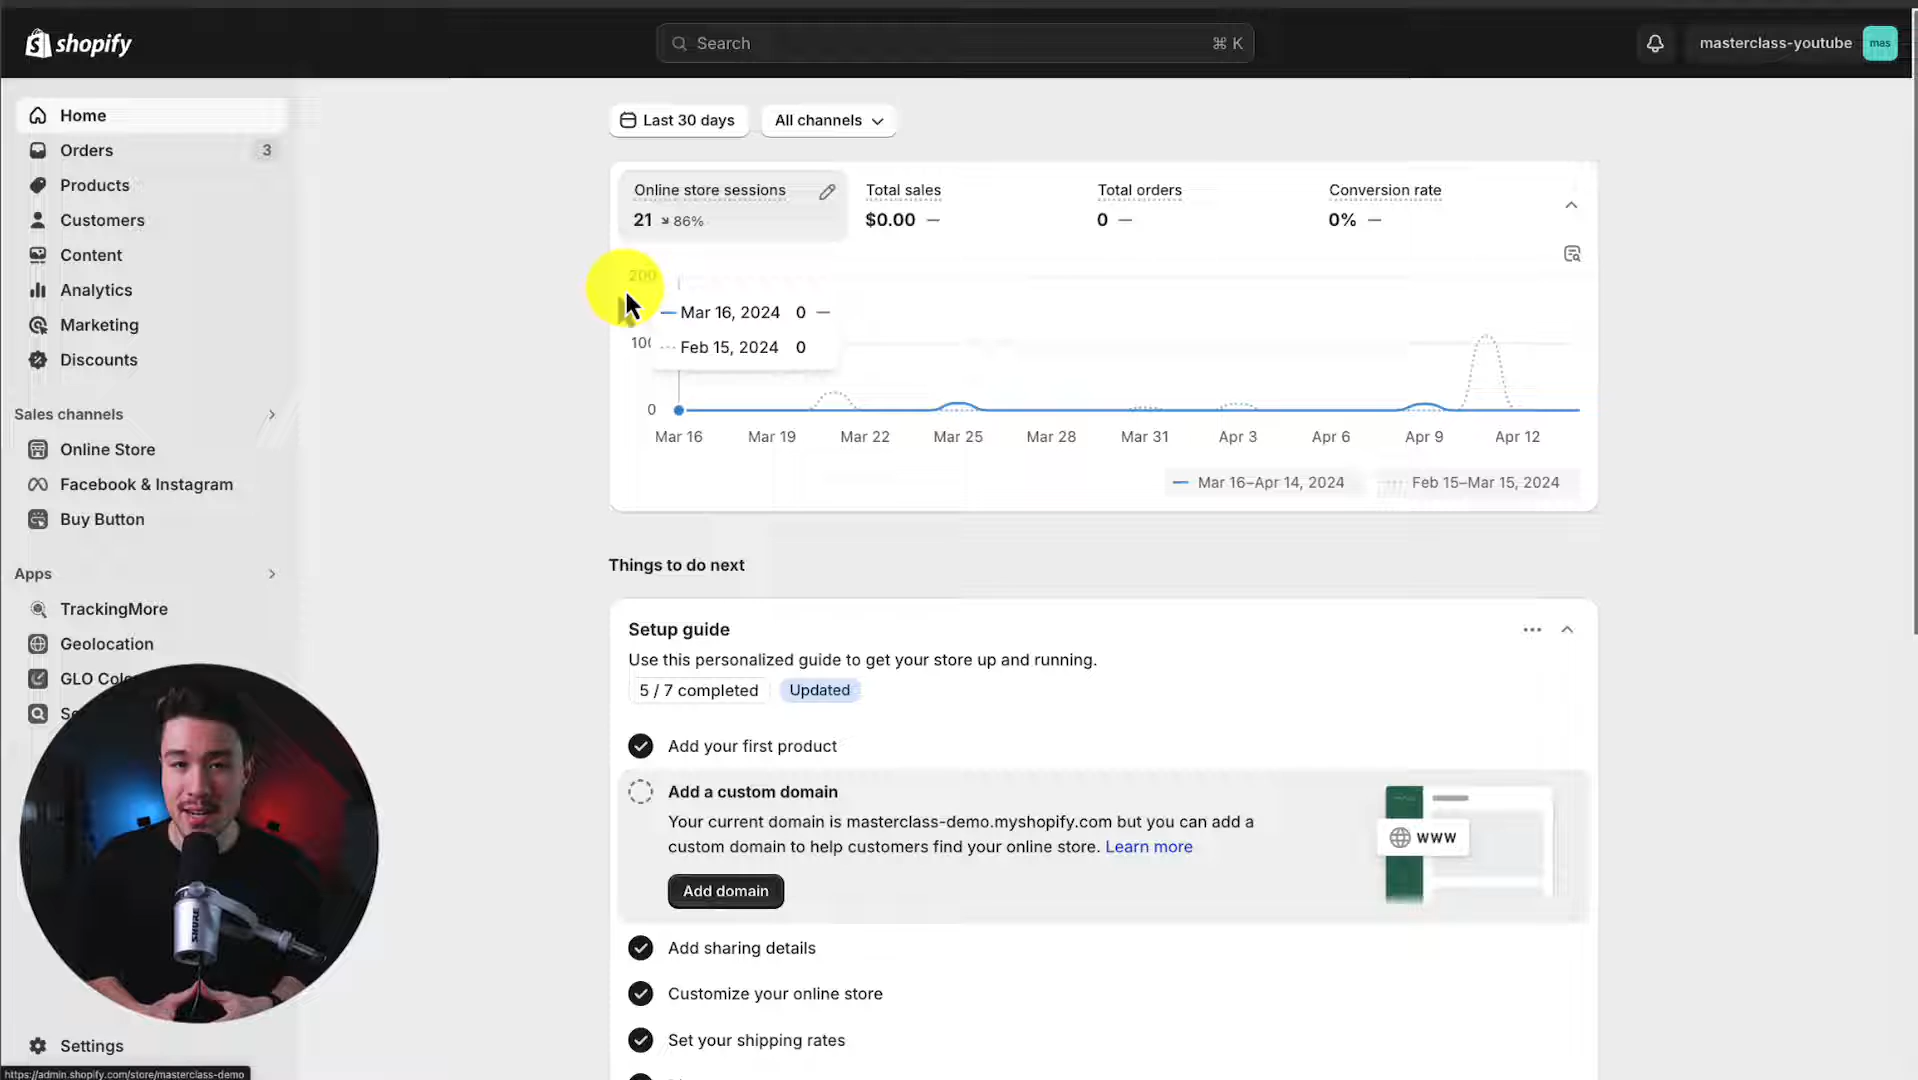 shopify
Search
⌘ K
masterclass-youtube
mas
Home
Orders
3
Products
Customers
Content
Analytics
Marketing
Discounts
Sales channels
Online Store
Facebook & Instagram
Buy Button
Apps
TrackingMore
Geolocation
GLO
Settings
https://admin.shopify.com/store/masterclass-demo
SHURE
Last 30 days
All channels
Online store sessions
21 86%
Total sales
$0.00 —
Total orders
0 —
Conversion rate
0% —
200
Mar 16, 2024 0 —
Feb 15, 2024 0
0
Mar 16
Mar 19
Mar 22
Mar 25
Mar 28
Mar 31
Apr 3
Apr 6
Apr 9
Apr 12
Mar 16–Apr 14, 2024
Feb 15–Mar 15, 2024
Things to do next
Setup guide
Use this personalized guide to get your store up and running.
5 / 7 completed
Updated
Add your first product
Add a custom domain
Your current domain is masterclass-demo.myshopify.com but you can add a
custom domain to help customers find your online store. Learn more
www
Add domain
Add sharing details
Customize your online store
Set your shipping rates